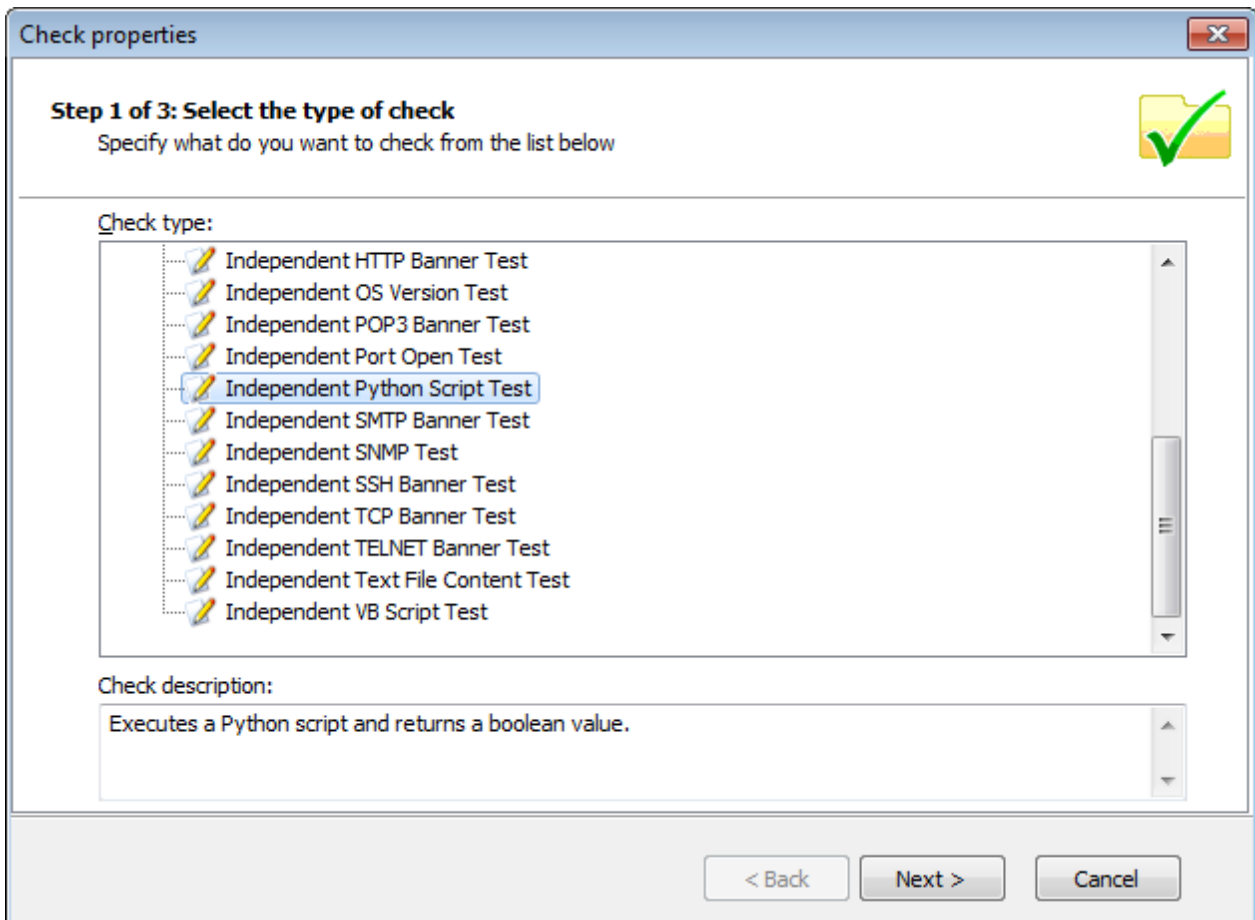 Check properties
Step 1 of 3: Select the type of check
Specify what do you want to check from the list below
Check type:
Independent HTTP Banner Test
Independent OS Version Test
Independent POP3 Banner Test
Independent Port Open Test
Independent Python Script Test
Independent SMTP Banner Test
Independent SNMP Test
Independent SSH Banner Test
Independent TCP Banner Test
Independent TELNET Banner Test
Independent Text File Content Test
Independent VB Script Test
Check description:
Executes a Python script and returns a boolean value.
< Back Next > Cancel